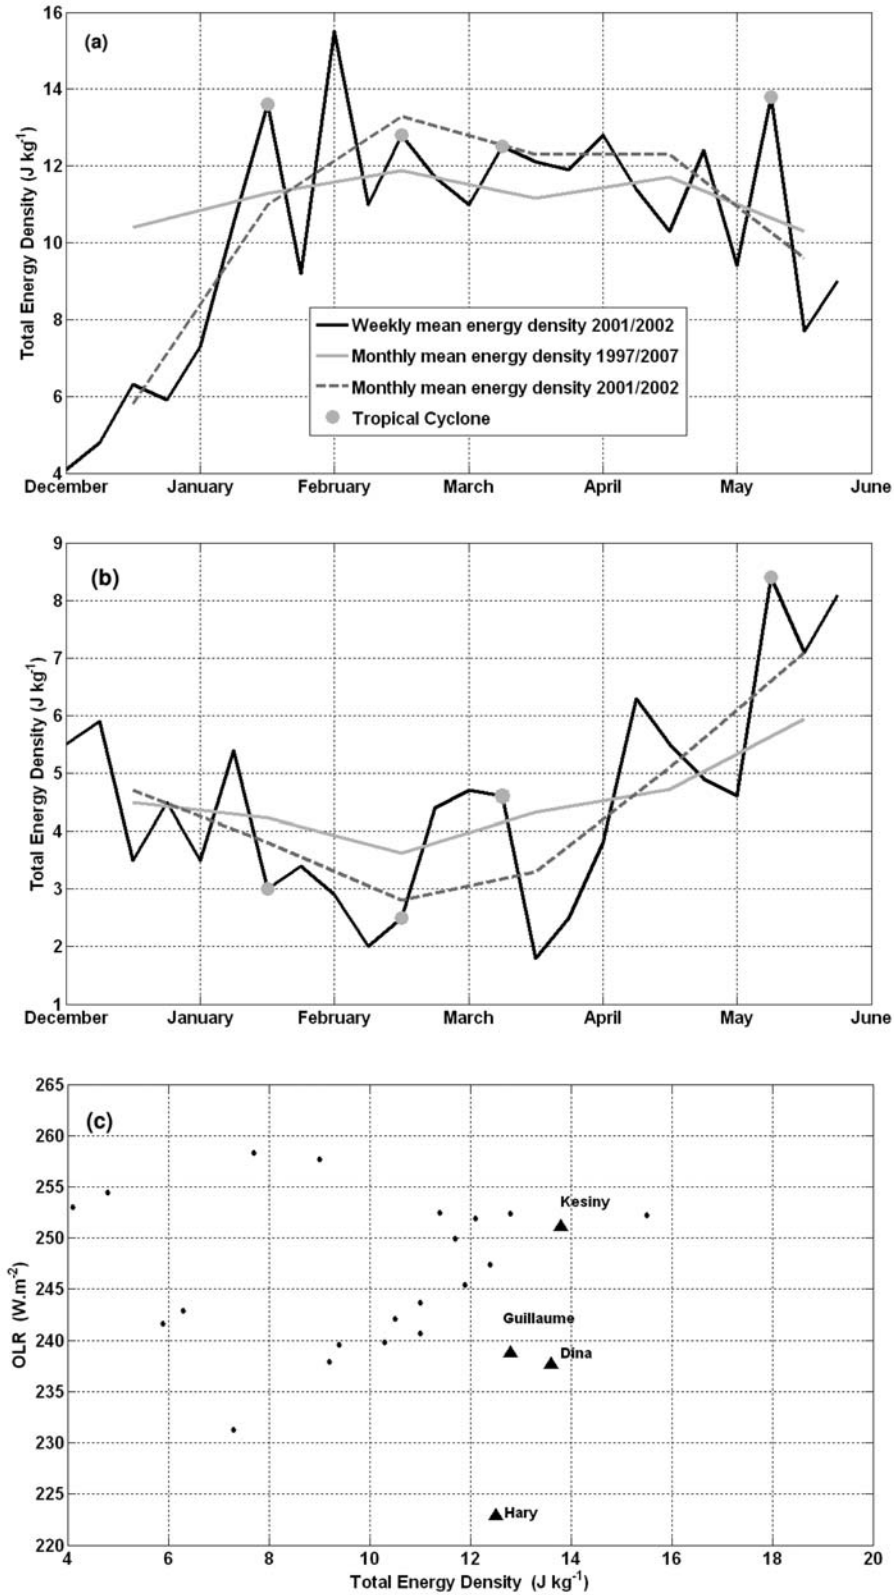 (a)
Total Energy Density (J kg-1)
16
14
12
10
8
6
4
Weekly mean energy density 2001/2002
Monthly mean energy density 1997/2007
Monthly mean energy density 2001/2002
Tropical Cyclone
December January February March April May June
(b)
Total Energy Density (J kg-1)
9
8
7
6
5
4
3
2
1
December January February March April May June
(c)
OLR (W.m-2)
265
260
255
250
245
240
235
230
225
220
Kesiny
Guillaume
Dina
Hary
4 6 8 10 12 14 16 18 20
Total Energy Density (J kg-1)